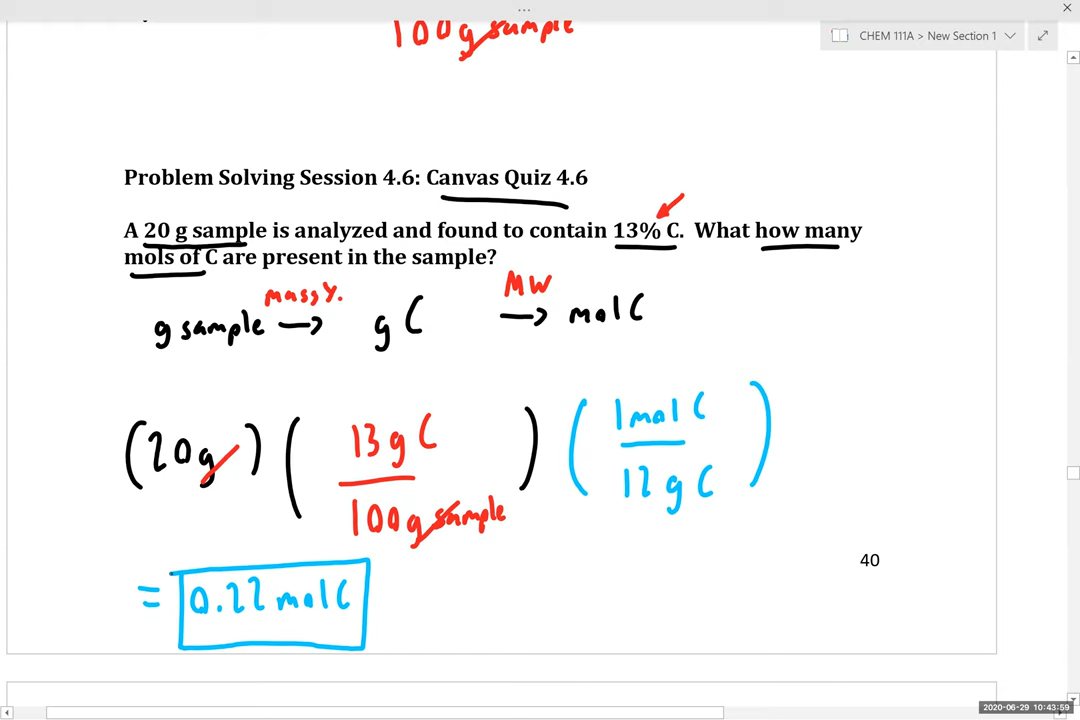 100g sample
CHEM 111A > New Section 1
Problem Solving Session 4.6: Canvas Quiz 4.6
A 20 g sample is analyzed and found to contain 13% C. What how many
mols of C are present in the sample?
mass %. MW
g sample → g C → mol C
(20g) (13 g C / 100g sample) (1 mol C / 12 g C)
= 0.22 mol C
40
2020-06-29 10:43:59